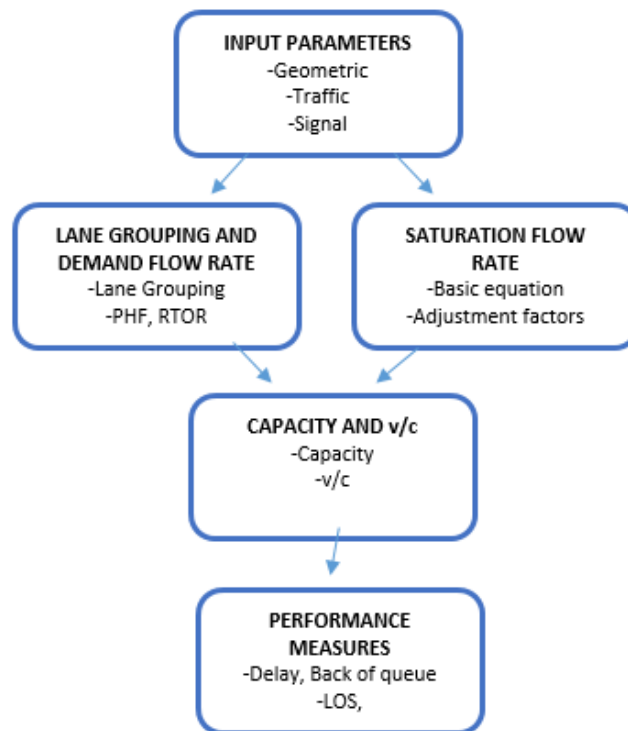 INPUT PARAMETERS
-Geometric
-Traffic
-Signal
LANE GROUPING AND
DEMAND FLOW RATE
-Lane Grouping
-PHF, RTOR
SATURATION FLOW
RATE
-Basic equation
-Adjustment factors
CAPACITY AND v/c
-Capacity
-v/c
PERFORMANCE
MEASURES
-Delay, Back of queue
-LOS,